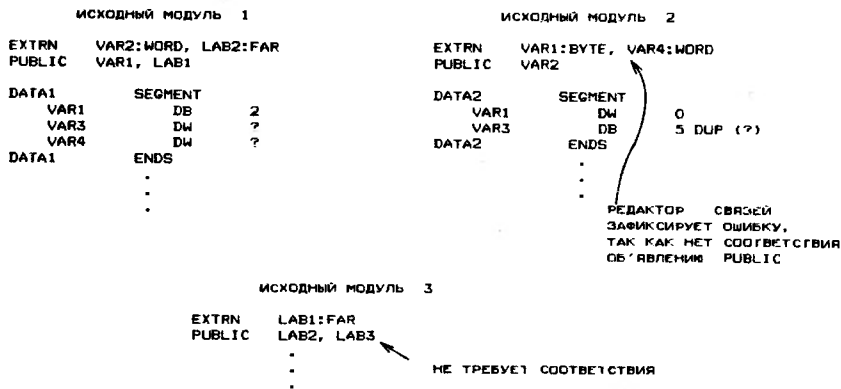 ИСХОДНЫЙ МОДУЛЬ 1
EXTRN VAR2:WORD, LAB2:FAR
PUBLIC VAR1, LAB1
DATA1 SEGMENT
VAR1 DB 2
VAR3 DW ?
VAR4 DW ?
DATA1 ENDS
.
.
.
ИСХОДНЫЙ МОДУЛЬ 2
EXTRN VAR1:BYTE, VAR4:WORD
PUBLIC VAR2
DATA2 SEGMENT
VAR1 DW 0
VAR3 DB 5 DUP (?)
DATA2 ENDS
.
.
.
РЕДАКТОР СВЯЗЕЙ
ЗАФИКСИРУЕТ ОШИБКУ,
ТАК КАК НЕТ СООТВЕТСТВИЯ
ОБ'ЯВЛЕНИЮ PUBLIC
ИСХОДНЫЙ МОДУЛЬ 3
EXTRN LAB1:FAR
PUBLIC LAB2, LAB3
.
.
.
НЕ ТРЕБУЕТ СООТВЕТСТВИЯ